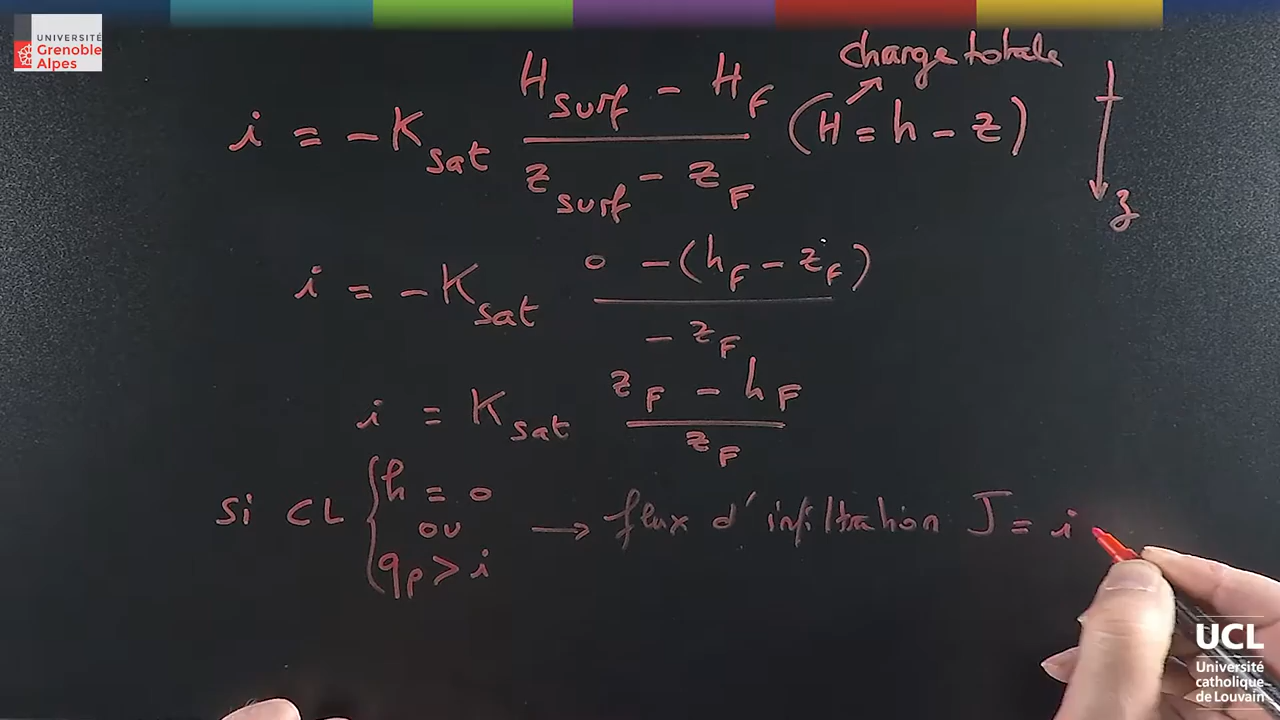 UNIVERSITÉ
Grenoble
Alpes
charge totale
i = - K_sat (H_surf - H_F) / (z_surf - z_F) (H = h - z)
z
i = - K_sat (0 - (h_F - z_F)) / (- z_F)
i = K_sat (z_F - h_F) / z_F
Si CL { h = 0 ou q_p > i → flux d'infiltration J = i
UCL
Université
catholique
de Louvain